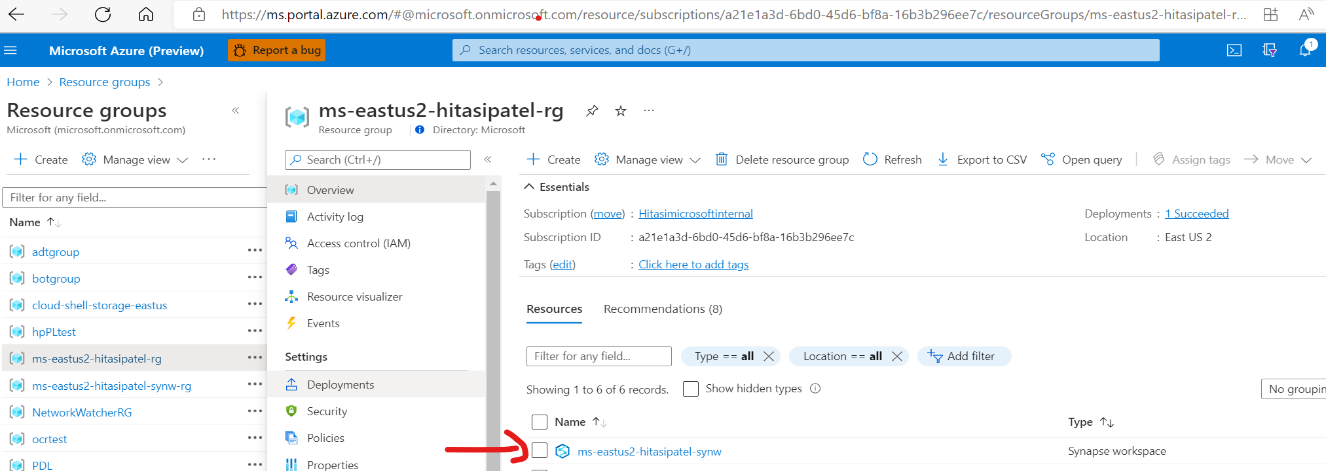 https://ms.portal.azure.com/#@microsoft.onmicrosoft.com/resource/subscriptions/a21e1a3d-6bd0-45d6-bf8a-16b3b296ee7c/resourceGroups/ms-eastus2-hitasipatel-r...
Microsoft Azure (Preview)
Report a bug
Search resources, services, and docs (G+/)
1
Home > Resource groups >
Resource groups
Microsoft (microsoft.onmicrosoft.com)
+ Create
Manage view
...
Filter for any field...
Name
adtgroup
botgroup
cloud-shell-storage-eastus
hpPLtest
ms-eastus2-hitasipatel-rg
ms-eastus2-hitasipatel-synw-rg
NetworkWatcherRG
ocrtest
PDL
ms-eastus2-hitasipatel-rg
Resource group
Directory: Microsoft
Search (Ctrl+/)
Overview
Activity log
Access control (IAM)
Tags
Resource visualizer
Events
Settings
Deployments
Security
Policies
Properties
+ Create
Manage view
Delete resource group
Refresh
Export to CSV
Open query
Assign tags
Move
Essentials
Subscription (move) : Hitasimicrosoftinternal
Subscription ID : a21e1a3d-6bd0-45d6-bf8a-16b3b296ee7c
Tags (edit) : Click here to add tags
Deployments : 1 Succeeded
Location : East US 2
Resources
Recommendations (8)
Filter for any field...
Type == all
Location == all
Add filter
Showing 1 to 6 of 6 records.
Show hidden types
No grouping
Name
Type
ms-eastus2-hitasipatel-synw
Synapse workspace